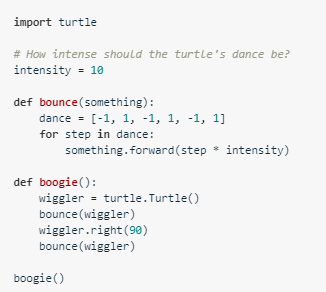 import turtle
# How intense should the turtle's dance be?
intensity = 10
def bounce(something):
    dance = [-1, 1, -1, 1, -1, 1]
    for step in dance:
        something.forward(step * intensity)
def boogie():
    wiggler = turtle.Turtle()
    bounce(wiggler)
    wiggler.right(90)
    bounce(wiggler)
boogie()